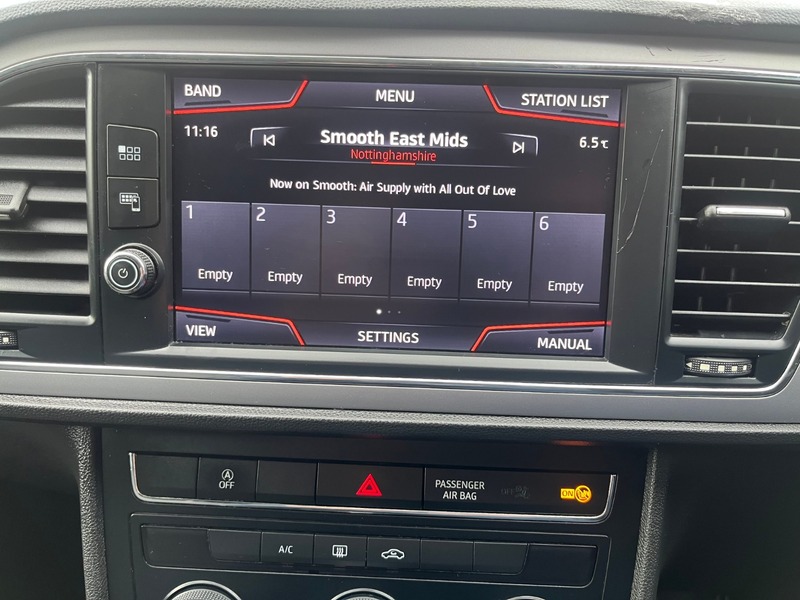 BAND MENU STATION LIST
11:16 Smooth East Mids 6.5°C
Nottinghamshire
Now on Smooth: Air Supply with All Out Of Love
1 2 3 4 5 6
Empty Empty Empty Empty Empty Empty
VIEW SETTINGS MANUAL
A OFF
PASSENGER AIR BAG OFF ON
A/C